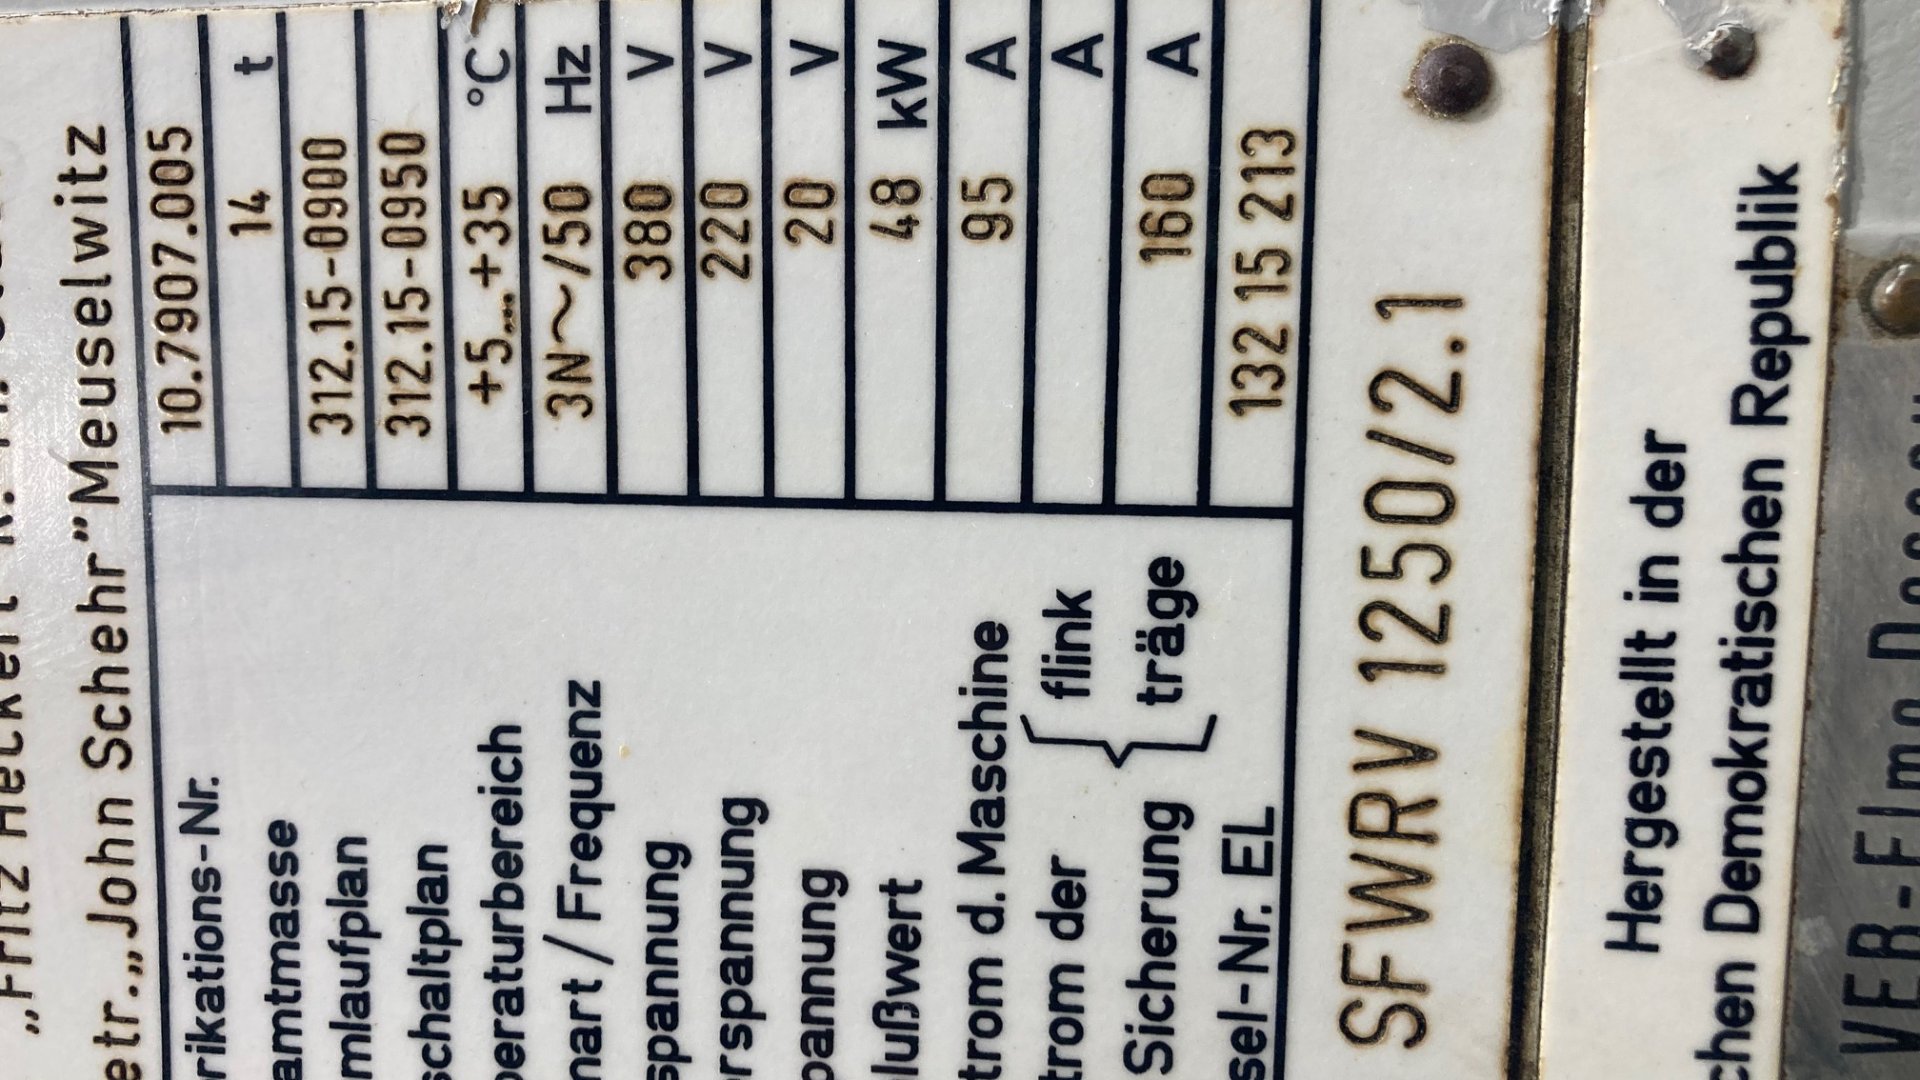 „Fritz Heckert"
etr.„John Schehr"Meuselwitz
rikations-Nr. 10.7907.005
amtmasse 14 t
mlaufplan 312.15-0900
schaltplan 312.15-0950
peraturbereich +5...+35 °C
nart/Frequenz 3N~/50 Hz
spannung 380 V
rspannung 220 V
pannung 20 V
lußwert 48 kW
trom d. Maschine 95 A
trom der flink A
Sicherung träge 160 A
sel-Nr. EL 132 15 213
SFWRV 1250/2.1
Hergestellt in der
chen Demokratischen Republik
VEB-Elmo Dessau